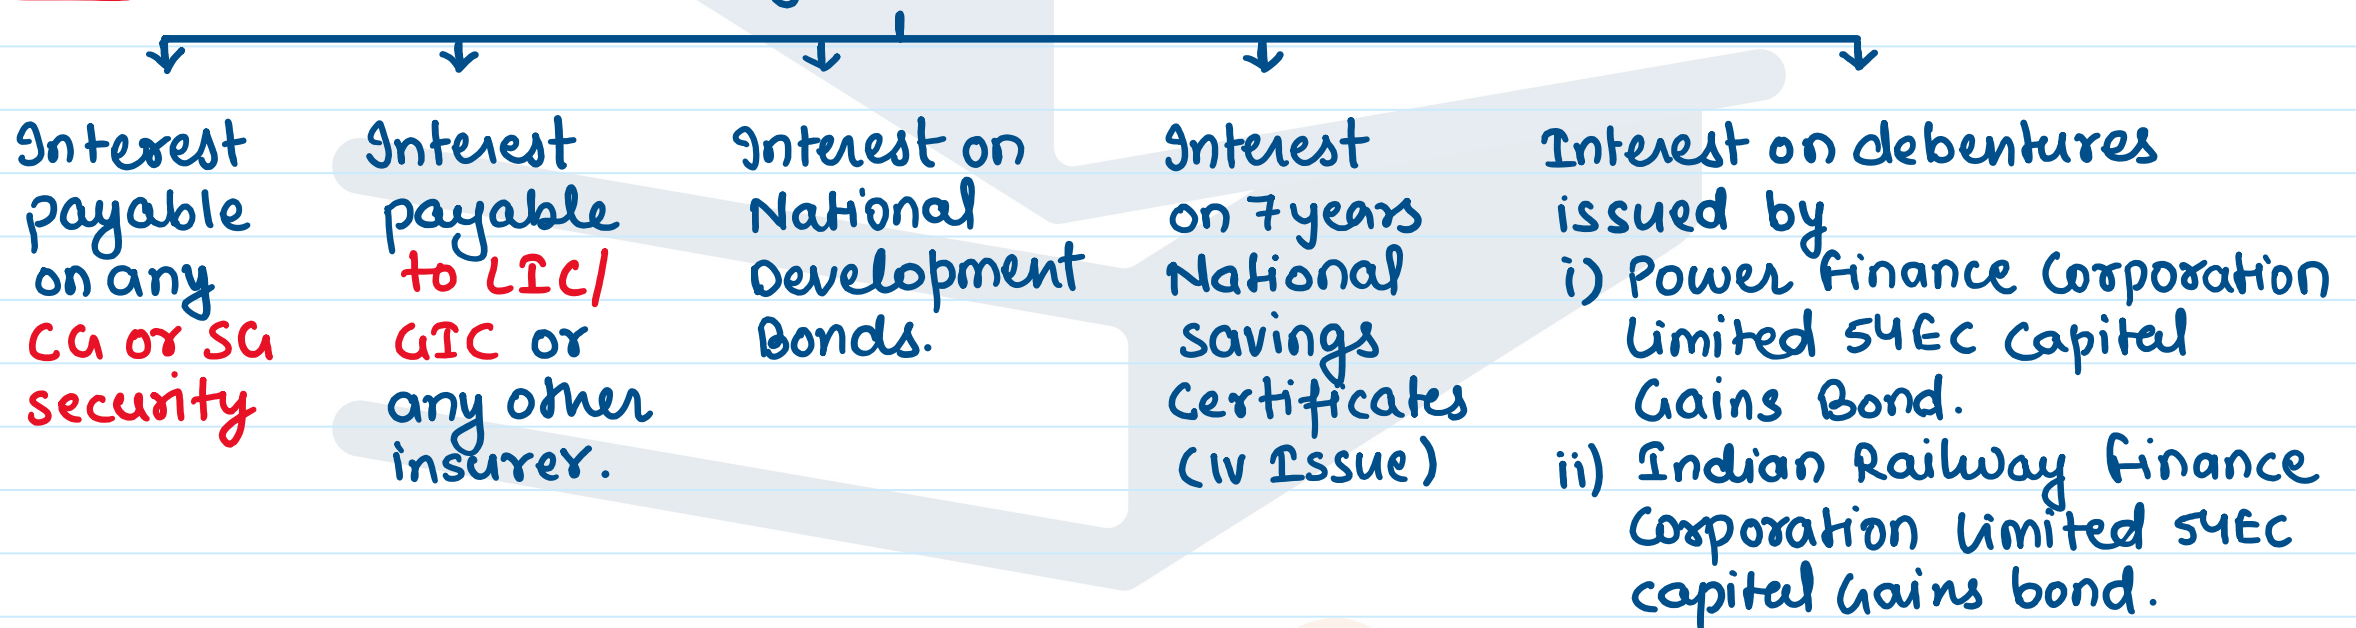 Interest
payable
on any
CG or SG
security
Interest
payable
to LIC/
GIC or
any other
insurer.
Interest on
National
Development
Bonds.
Interest
on 7 years
National
savings
Certificates
(IV Issue)
Interest on debentures
issued by
i) Power Finance Corporation
Limited 54EC Capital
Gains Bond.
ii) Indian Railway Finance
Corporation Limited 54EC
capital Gains bond.